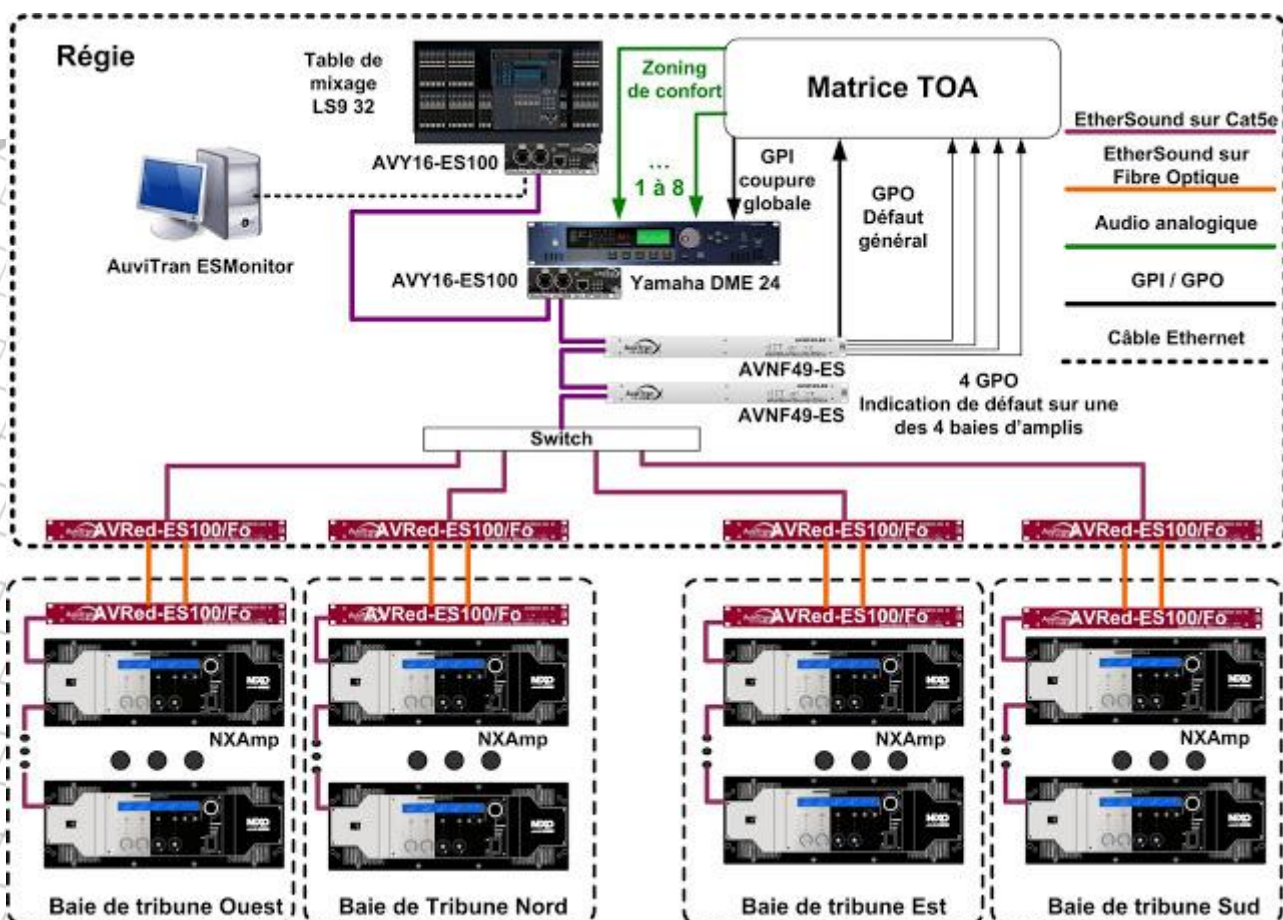 Régie
Table de
mixage
LS9 32
AVY16-ES100
AuviTran ESMonitor
Zoning
de confort
...
1 à 8
Matrice TOA
GPI
coupure
globale
GPO
Défaut
général
EtherSound sur Cat5e
EtherSound sur
Fibre Optique
Audio analogique
GPI / GPO
Câble Ethernet
AVY16-ES100
Yamaha DME 24
AuviTran
AVNF49-ES
AuviTran
AVNF49-ES
4 GPO
Indication de défaut sur une
des 4 baies d'amplis
Switch
AVRed-ES100/Fo
AVRed-ES100/Fo
AVRed-ES100/Fo
AVRed-ES100/Fo
AVRed-ES100/Fo
AVRed-ES100/Fo
AVRed-ES100/Fo
AVRed-ES100/Fo
NXAmp
NXAmp
NXAmp
NXAmp
Baie de tribune Ouest
Baie de Tribune Nord
Baie de tribune Est
Baie de tribune Sud